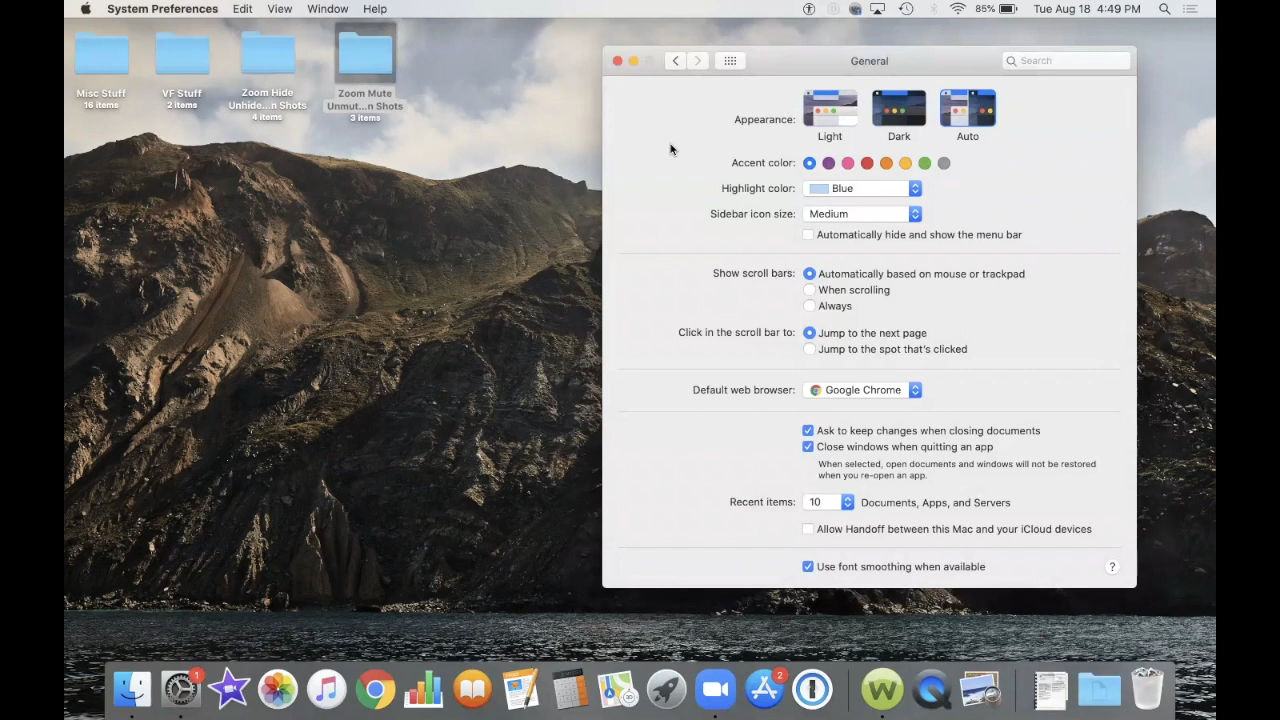 System Preferences Edit View Window Help
85% Tue Aug 18 4:49 PM
Misc Stuff
16 items
VF Stuff
2 items
Zoom Hide
Unhide...n Shots
4 items
Zoom Mute
Unmut...n Shots
3 items
General
Search
Appearance:
Light Dark Auto
Accent color:
Highlight color: Blue
Sidebar icon size: Medium
Automatically hide and show the menu bar
Show scroll bars: Automatically based on mouse or trackpad
When scrolling
Always
Click in the scroll bar to: Jump to the next page
Jump to the spot that's clicked
Default web browser: Google Chrome
Ask to keep changes when closing documents
Close windows when quitting an app
When selected, open documents and windows will not be restored
when you re-open an app.
Recent items: 10 Documents, Apps, and Servers
Allow Handoff between this Mac and your iCloud devices
Use font smoothing when available ?
1
2
W